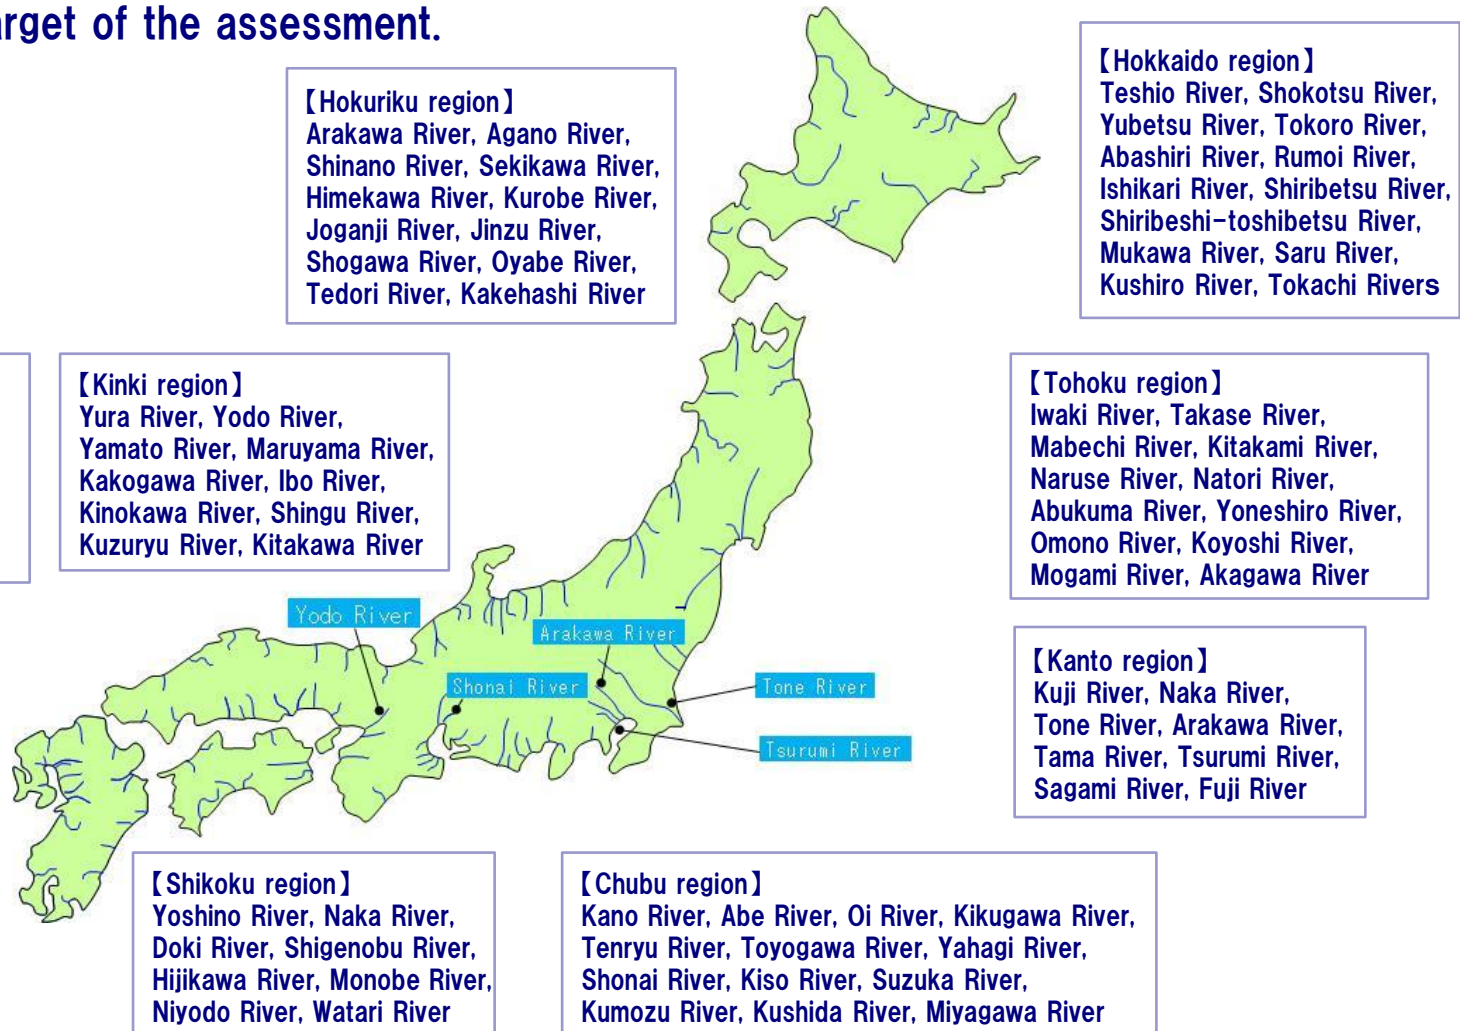 arget of the assessment.
【Hokuriku region】
Arakawa River, Agano River,
Shinano River, Sekikawa River,
Himekawa River, Kurobe River,
Joganji River, Jinzu River,
Shogawa River, Oyabe River,
Tedori River, Kakehashi River
【Hokkaido region】
Teshio River, Shokotsu River,
Yubetsu River, Tokoro River,
Abashiri River, Rumoi River,
Ishikari River, Shiribetsu River,
Shiribeshi-toshibetsu River,
Mukawa River, Saru River,
Kushiro River, Tokachi Rivers
【Kinki region】
Yura River, Yodo River,
Yamato River, Maruyama River,
Kakogawa River, Ibo River,
Kinokawa River, Shingu River,
Kuzuryu River, Kitakawa River
【Tohoku region】
Iwaki River, Takase River,
Mabechi River, Kitakami River,
Naruse River, Natori River,
Abukuma River, Yoneshiro River,
Omono River, Koyoshi River,
Mogami River, Akagawa River
Yodo River
Arakawa River
Shonai River
Tone River
Tsurumi River
【Kanto region】
Kuji River, Naka River,
Tone River, Arakawa River,
Tama River, Tsurumi River,
Sagami River, Fuji River
【Shikoku region】
Yoshino River, Naka River,
Doki River, Shigenobu River,
Hijikawa River, Monobe River,
Niyodo River, Watari River
【Chubu region】
Kano River, Abe River, Oi River, Kikugawa River,
Tenryu River, Toyogawa River, Yahagi River,
Shonai River, Kiso River, Suzuka River,
Kumozu River, Kushida River, Miyagawa River